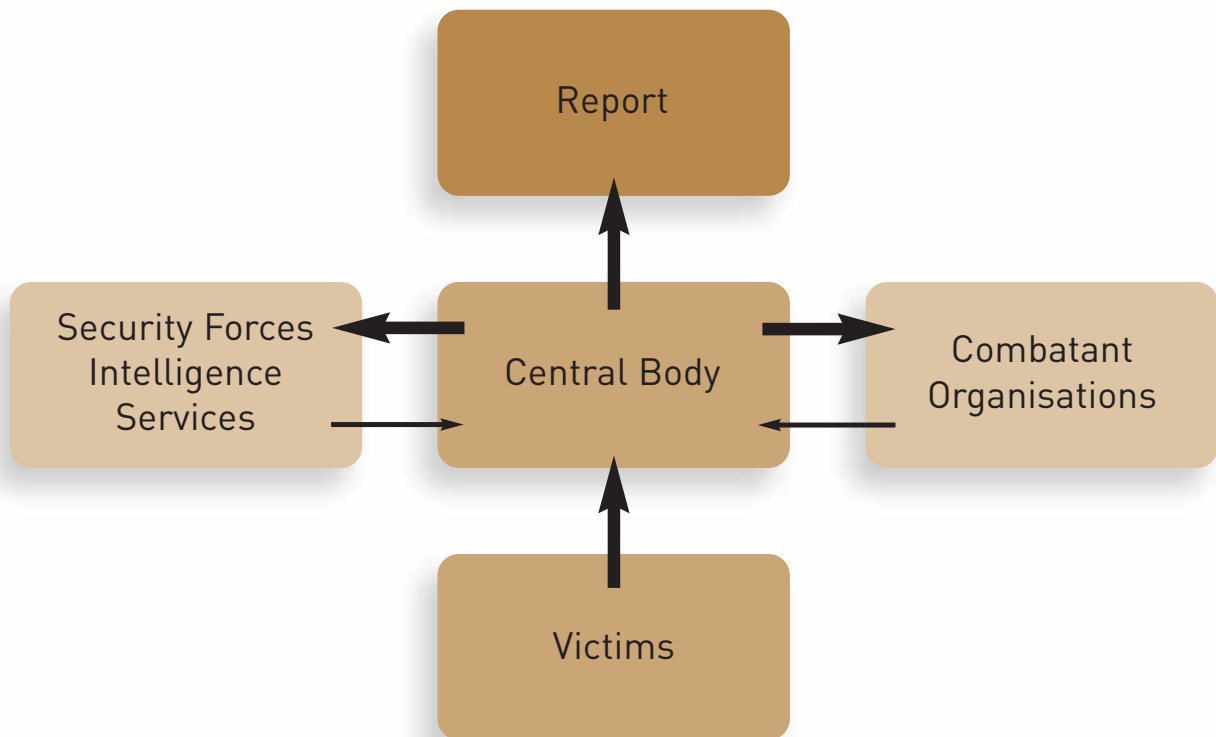 Report
Security Forces
Intelligence
Services
Central Body
Combatant
Organisations
Victims